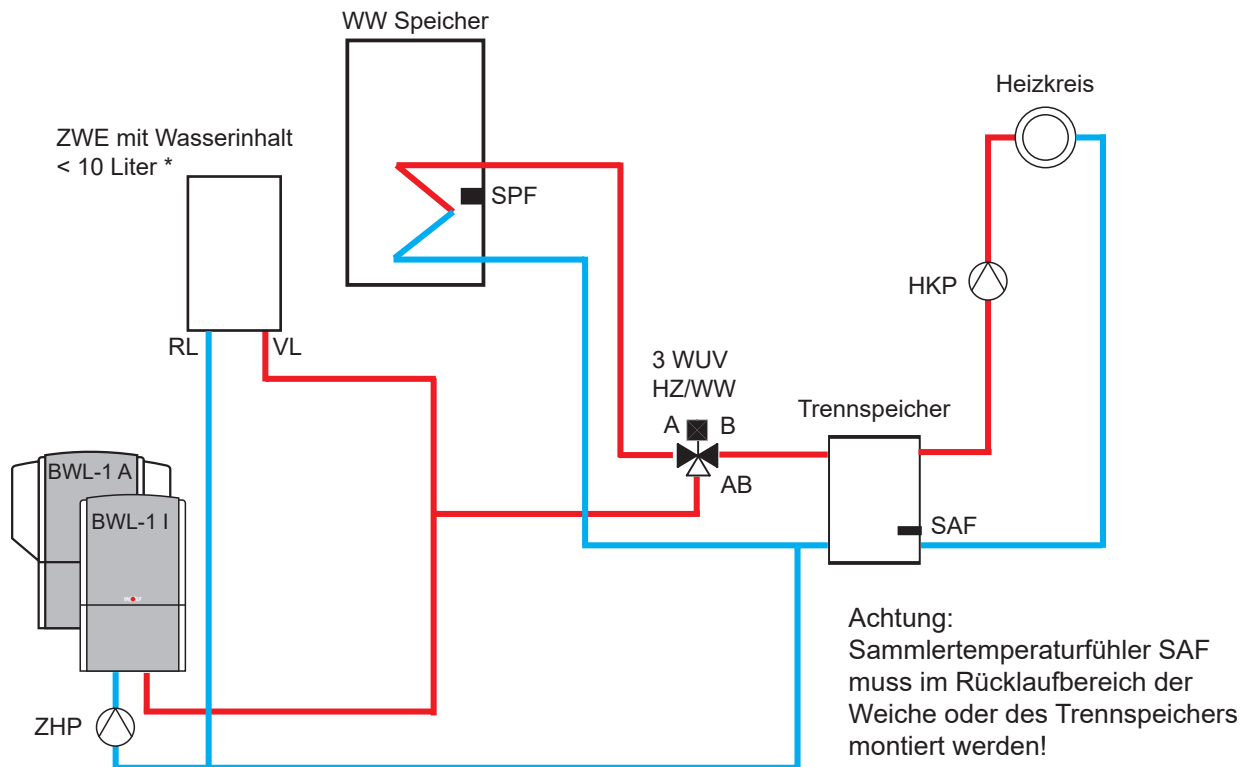 WW Speicher
Heizkreis
ZWE mit Wasserinhalt
< 10 Liter *
SPF
HKP
RL
VL
3 WUV
HZ/WW
A
B
AB
Trennspeicher
BWL-1 A
BWL-1 I
SAF
ZHP
Achtung:
Sammlertemperaturfühler SAF
muss im Rücklaufbereich der
Weiche oder des Trennspeichers
montiert werden!